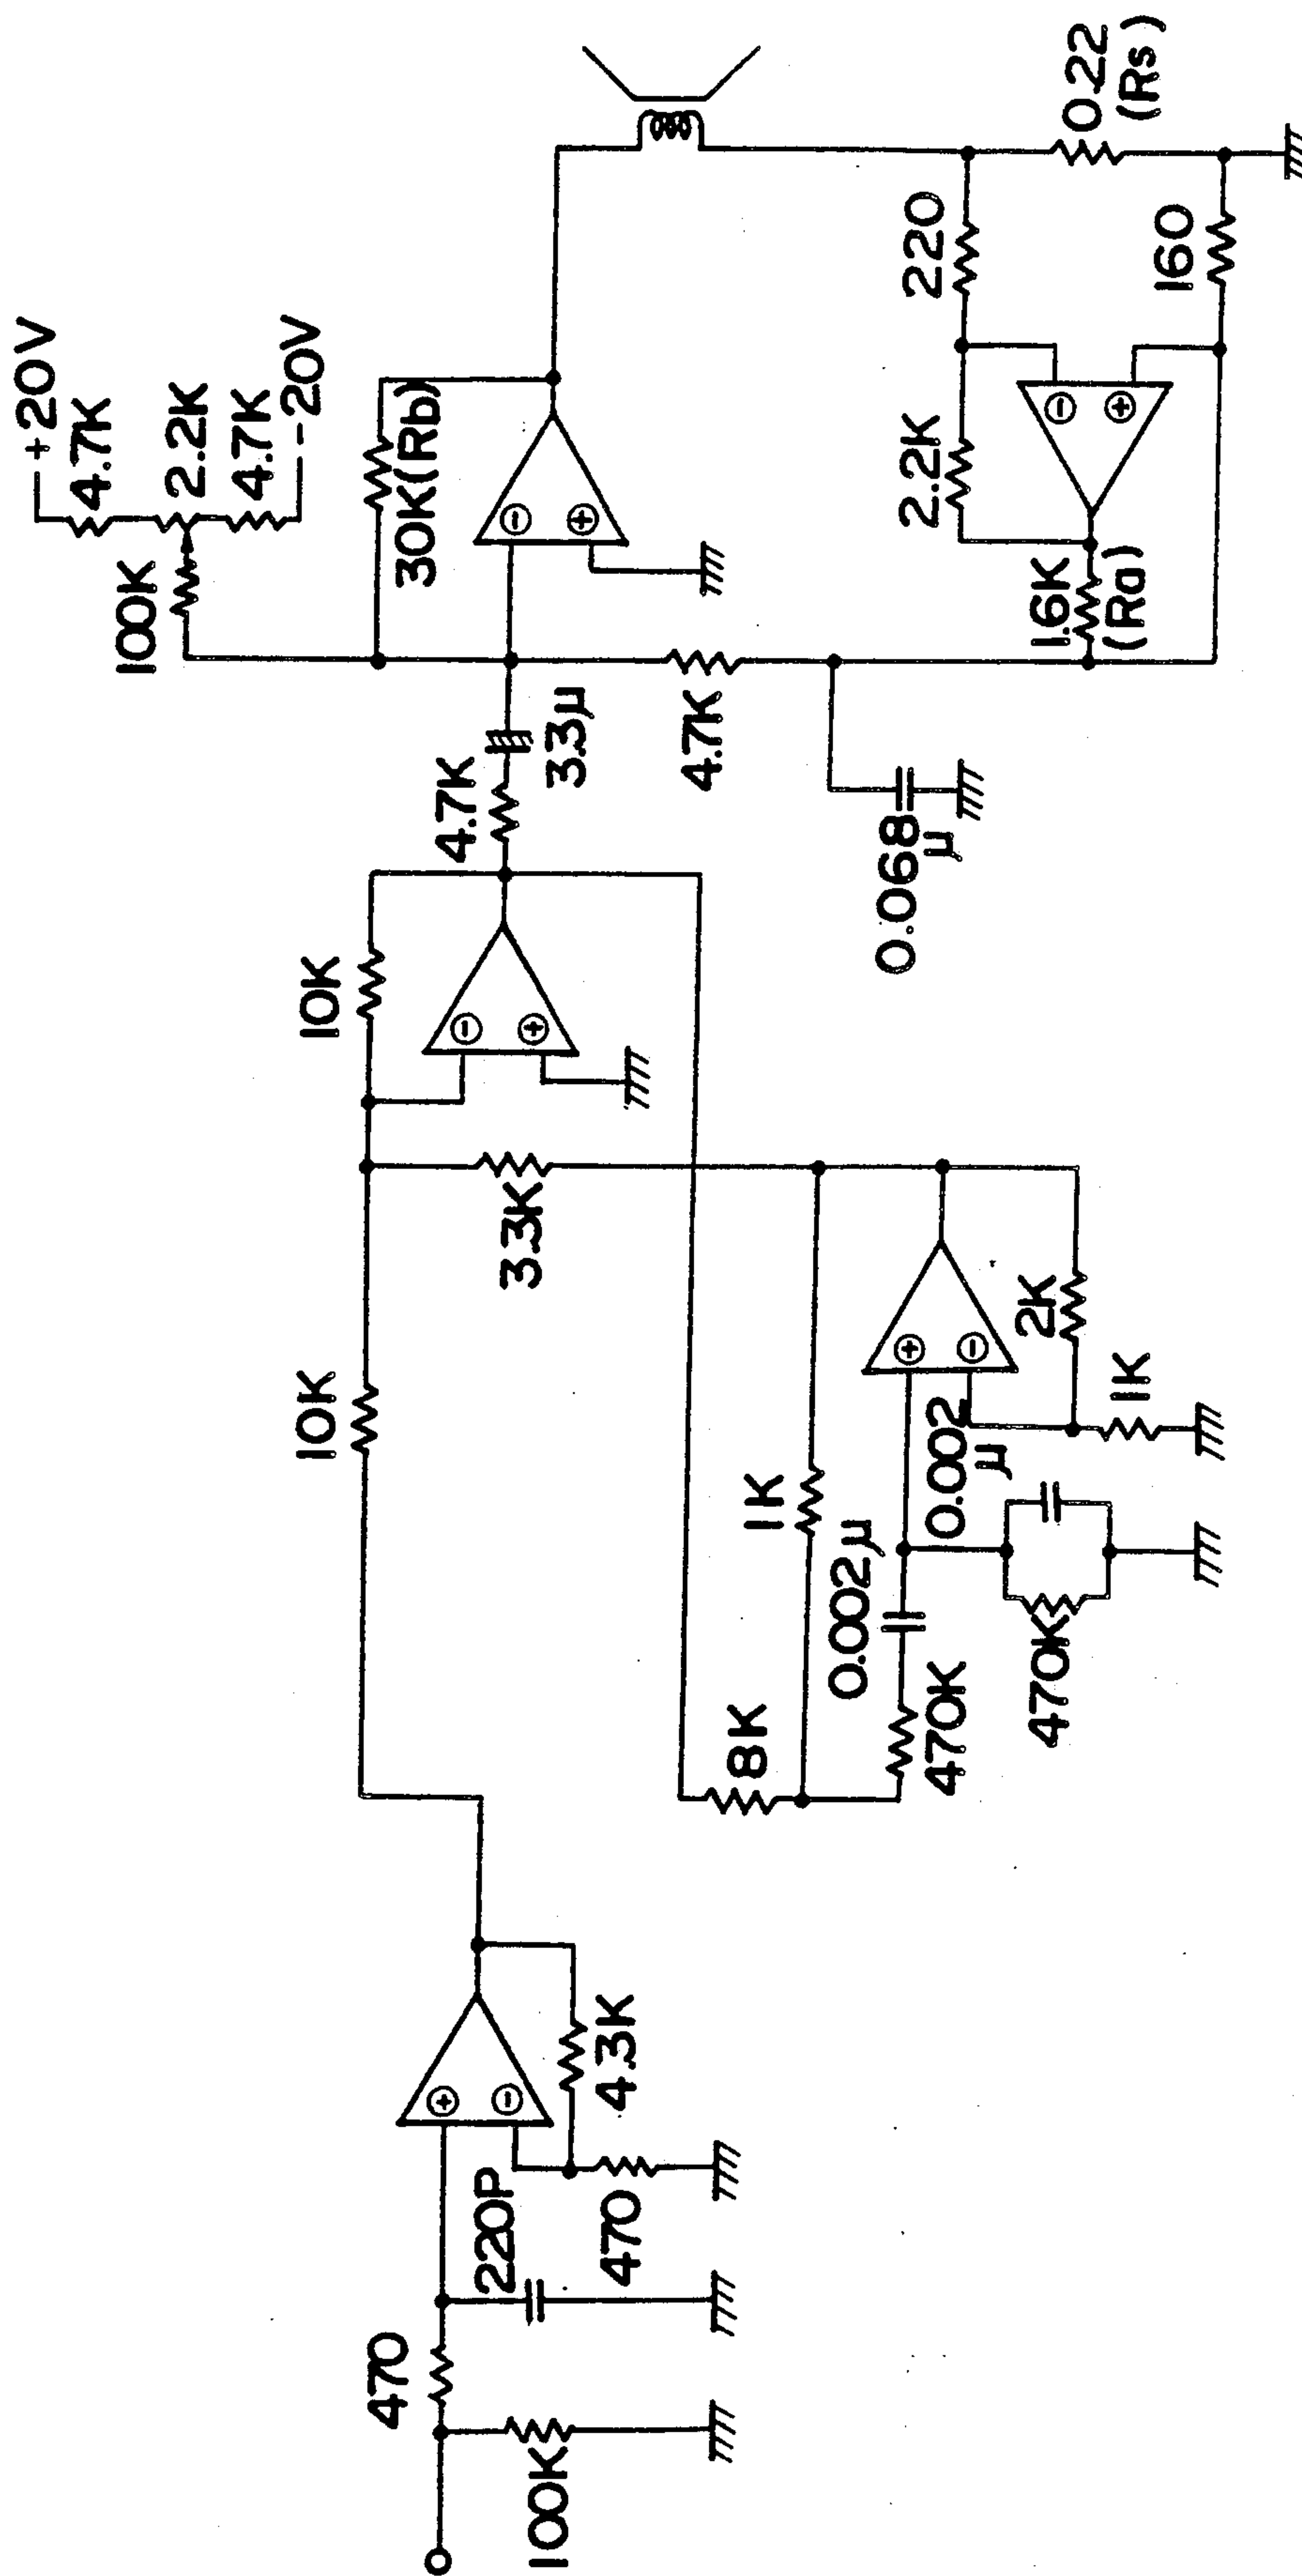 470
100K
220P
470
4.3K
10K
10K
3.3K
8K
1K
470K
0.002μ
470K
0.002
μ
2K
1K
4.7K
3.3μ
100K
+20V
4.7K
2.2K
4.7K
-20V
30K(Rb)
4.7K
0.068
μ
1.6K
(Ra)
2.2K
220
160
0.22
(Rs)
+
−
−
+
+
−
−
+
−
+